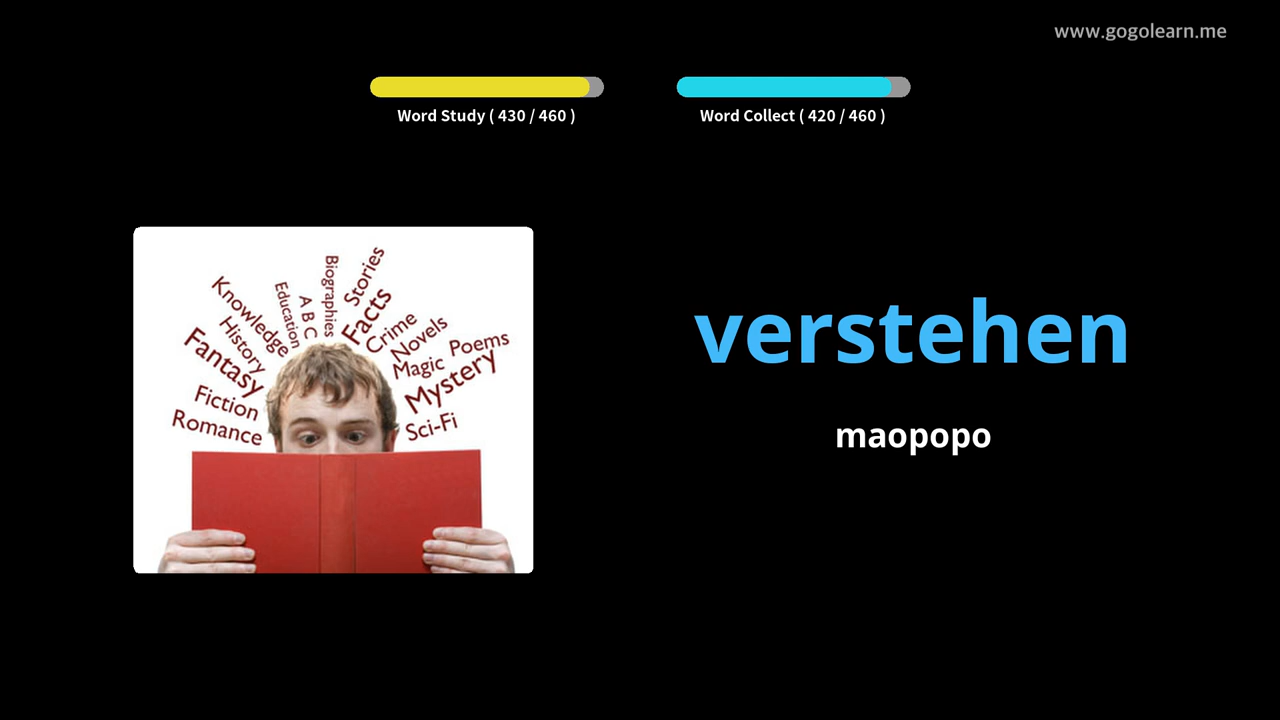 www.gogolearn.me
Word Study ( 430 / 460 )
Word Collect ( 420 / 460 )
Knowledge
Education
A B C
Biographies
Stories
Facts
Crime
Novels
Poems
Magic
Mystery
Sci-Fi
History
Fantasy
Fiction
Romance
verstehen
maopopo